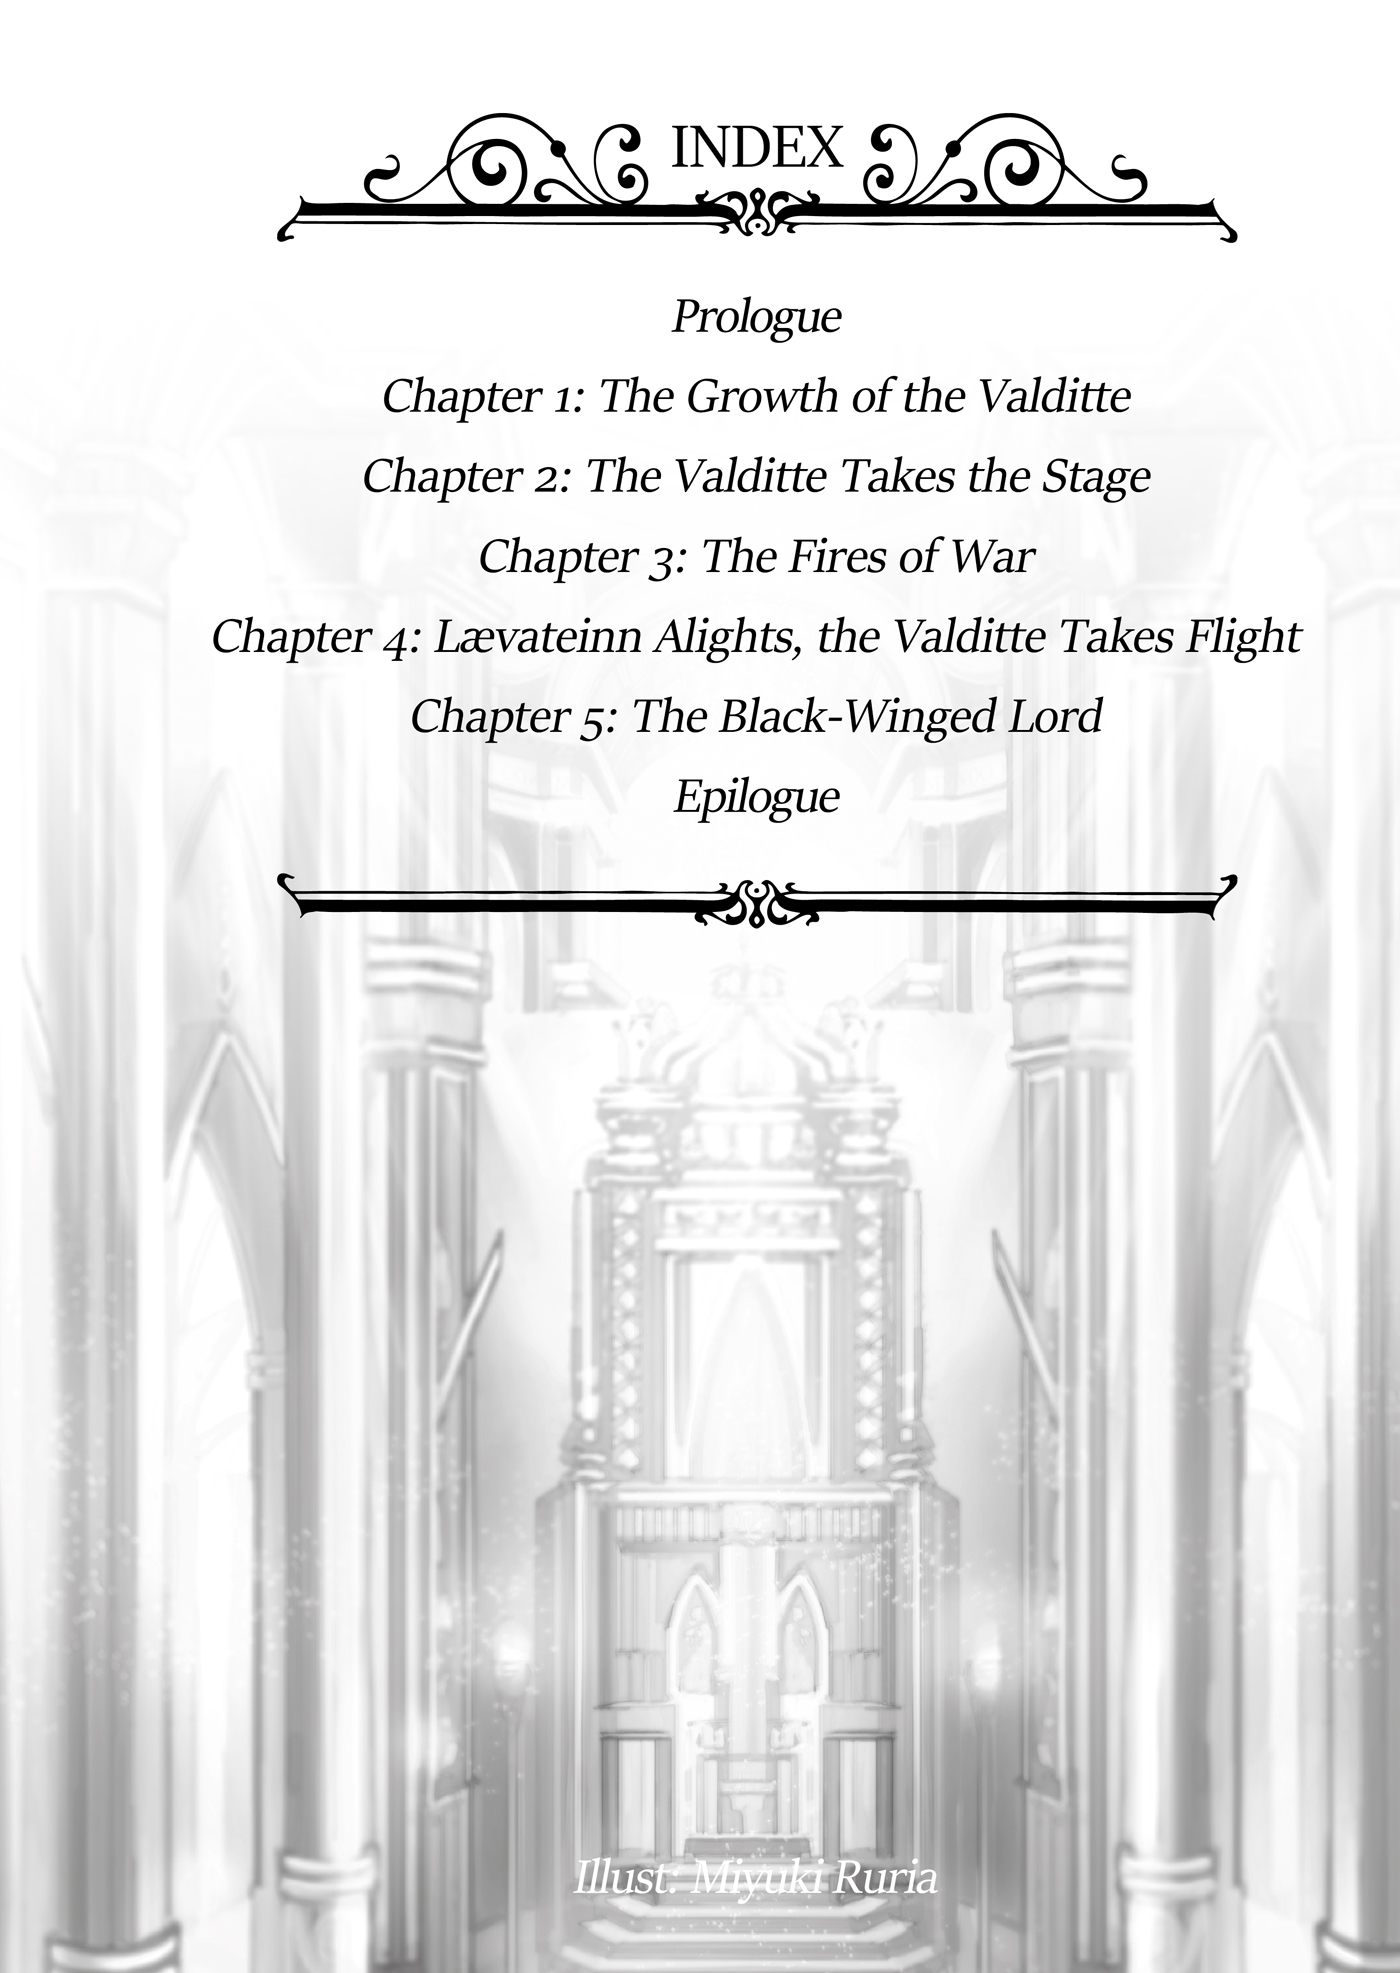 INDEX
Prologue
Chapter 1: The Growth of the Valditte
Chapter 2: The Valditte Takes the Stage
Chapter 3: The Fires of War
Chapter 4: Lævateinn Alights, the Valditte Takes Flight
Chapter 5: The Black-Winged Lord
Epilogue
Illust: Miyuki Ruria